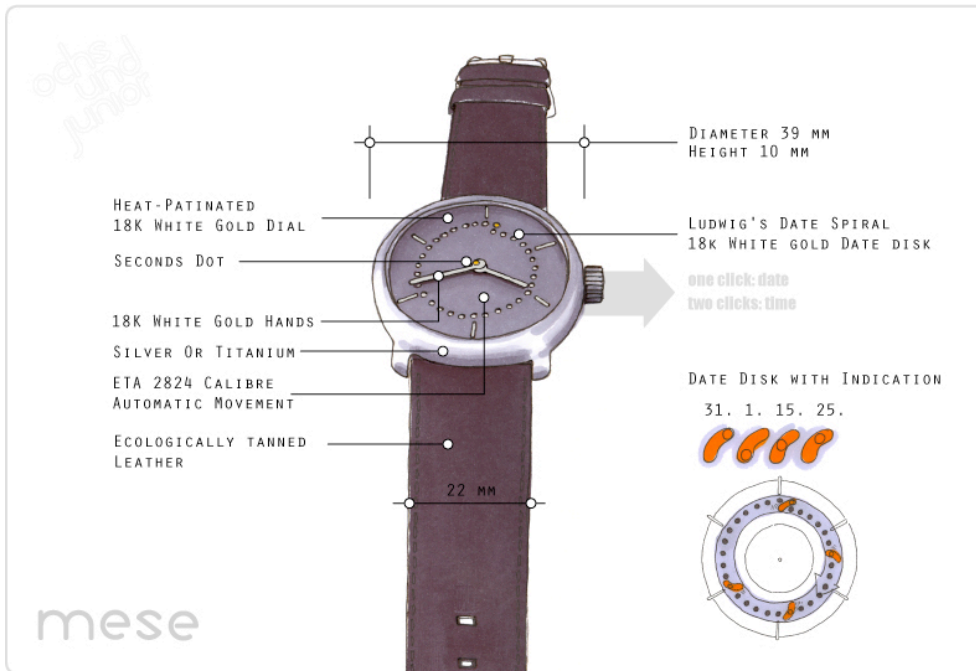 ochs
und
junior
DIAMETER 39 MM
HEIGHT 10 MM
HEAT-PATINATED
18K WHITE GOLD DIAL
LUDWIG'S DATE SPIRAL
18K WHITE GOLD DATE DISK
SECONDS DOT
one click: date
two clicks: time
18K WHITE GOLD HANDS
SILVER OR TITANIUM
ETA 2824 CALIBRE
AUTOMATIC MOVEMENT
DATE DISK WITH INDICATION
31. 1. 15. 25.
ECOLOGICALLY TANNED
LEATHER
22 MM
mese